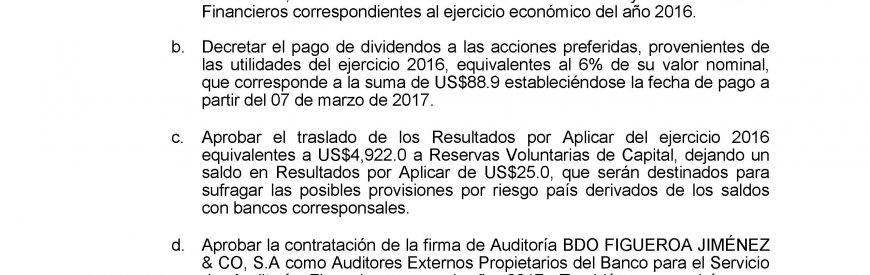 Financieros correspondientes al ejercicio económico del año 2016.
b. Decretar el pago de dividendos a las acciones preferidas, provenientes de
las utilidades del ejercicio 2016, equivalentes al 6% de su valor nominal,
que corresponde a la suma de US$88.9 estableciéndose la fecha de pago a
partir del 07 de marzo de 2017.
c. Aprobar el traslado de los Resultados por Aplicar del ejercicio 2016
equivalentes a US$4,922.0 a Reservas Voluntarias de Capital, dejando un
saldo en Resultados por Aplicar de US$25.0, que serán destinados para
sufragar las posibles provisiones por riesgo país derivados de los saldos
con bancos corresponsales.
d. Aprobar la contratación de la firma de Auditoría BDO FIGUEROA JIMÉNEZ
& CO, S.A como Auditores Externos Propietarios del Banco para el Servicio